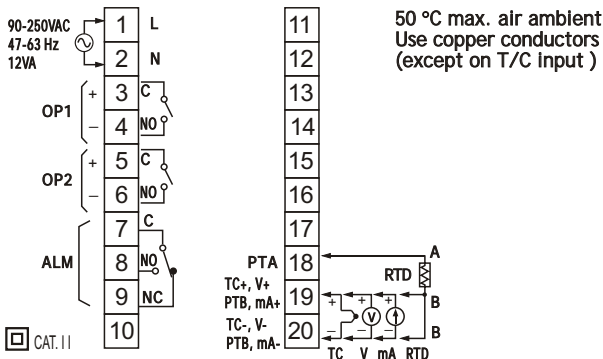 90-250VAC
47-63 Hz
12VA
1 L
2 N
OP1
+ 3 C
– 4 NO
OP2
+ 5 C
– 6 NO
ALM
7 C
8 NO
9 NC
10
CAT. II
11
12
13
14
15
16
17
PTA 18
TC+, V+
PTB, mA+ 19
TC-, V-
PTB, mA- 20
A
RTD
+ + + B
V
– – – B
TC V mA RTD
50 °C max. air ambient
Use copper conductors
(except on T/C input )